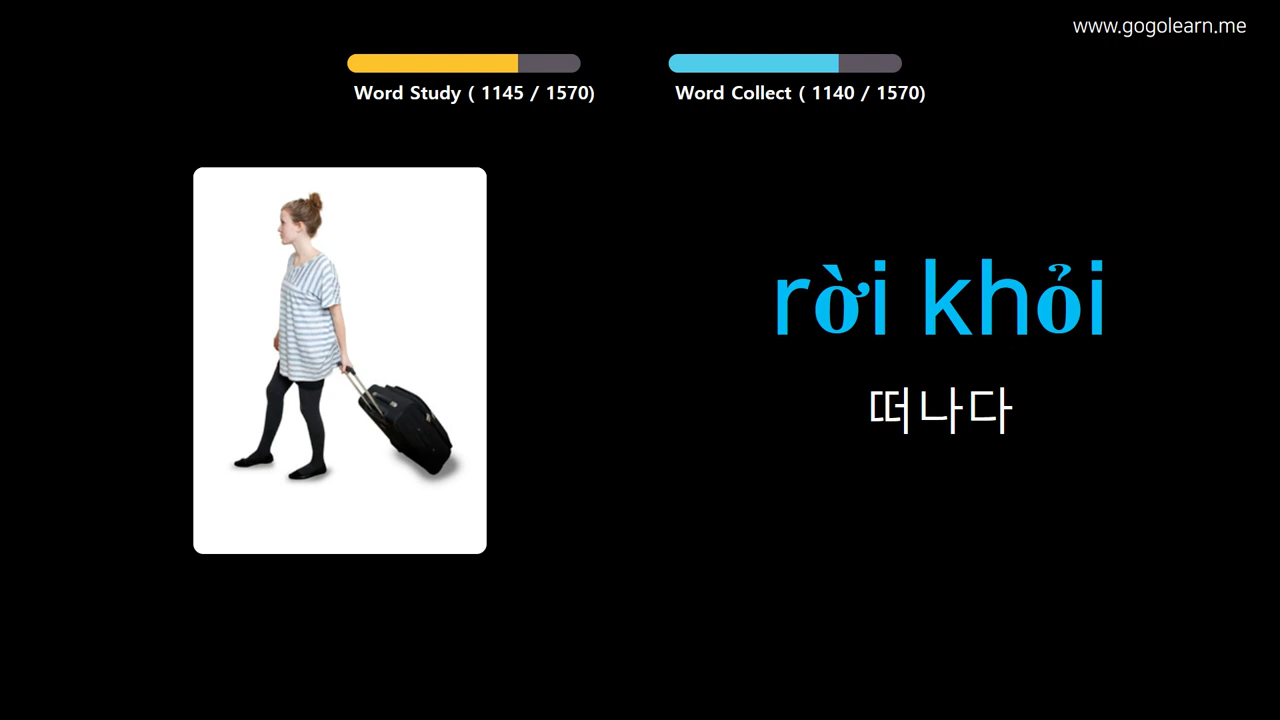 www.gogolearn.me
Word Study ( 1145 / 1570)
Word Collect ( 1140 / 1570)
rời khỏi
떠나다